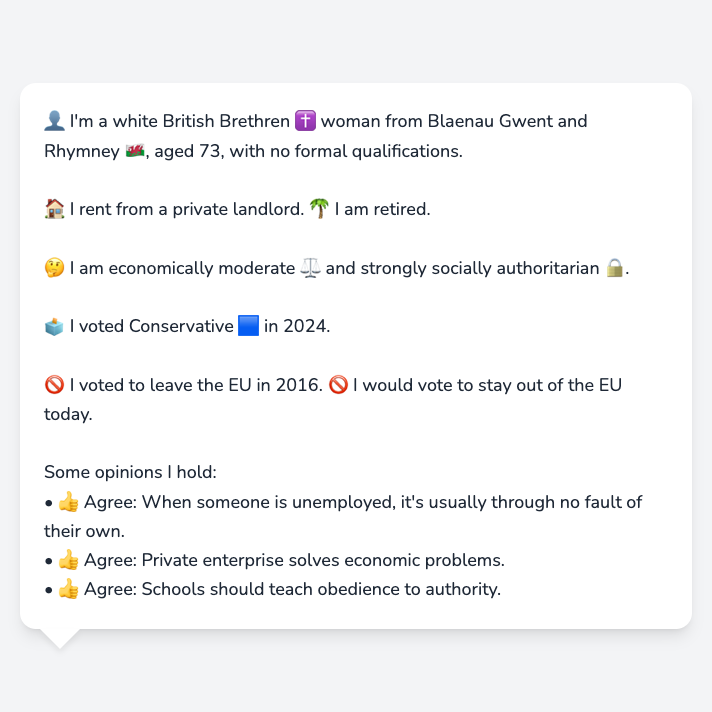 👤 I'm a white British Brethren ✝️ woman from Blaenau Gwent and
Rhymney 🏴󠁧󠁢󠁷󠁬󠁳󠁿, aged 73, with no formal qualifications.
🏠 I rent from a private landlord. 🌴 I am retired.
🤔 I am economically moderate ⚖️ and strongly socially authoritarian 🔒.
🗳️ I voted Conservative 🟦 in 2024.
🚫 I voted to leave the EU in 2016. 🚫 I would vote to stay out of the EU
today.
Some opinions I hold:
• 👍 Agree: When someone is unemployed, it's usually through no fault of
their own.
• 👍 Agree: Private enterprise solves economic problems.
• 👍 Agree: Schools should teach obedience to authority.